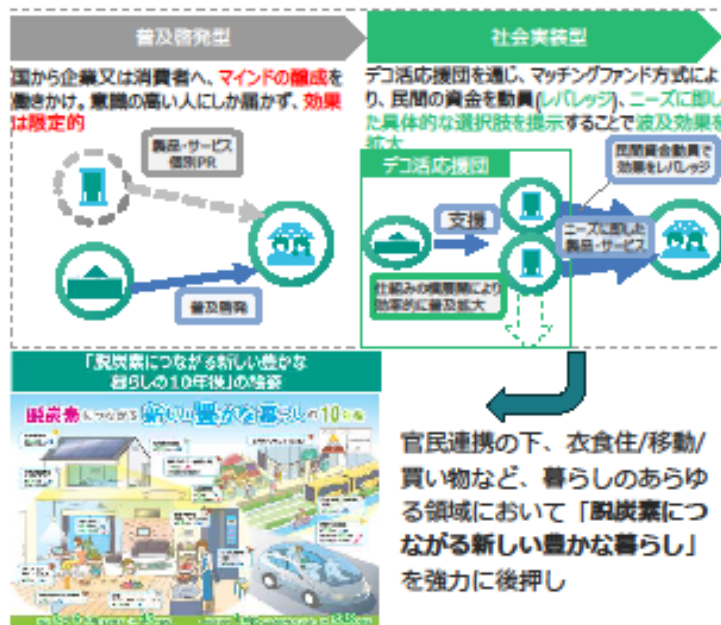 普及啓発型
国から企業又は消費者へ、マインドの醸成を
働きかけ。意識の高い人にしか届かず、効果
は限定的
製品・サービス
個別PR
普及啓発
社会実装型
デコ活応援団を通じ、マッチングファンド方式によ
り、民間の資金を動員(レバレッジ)、ニーズに即し
た具体的な選択肢を提示することで波及効果を
拡大
デコ活応援団
民間資金動員で
効果をレバレッジ
支援
ニーズに即した
製品・サービス
仕組みの横展開により
効率的に普及拡大
「脱炭素につながる新しい豊かな
暮らしの10年後」の絵姿
脱炭素につながる新しい豊かな暮らしの10年後
官民連携の下、衣食住/移動/
買い物など、暮らしのあらゆ
る領域において「脱炭素につ
ながる新しい豊かな暮らし」
を強力に後押し